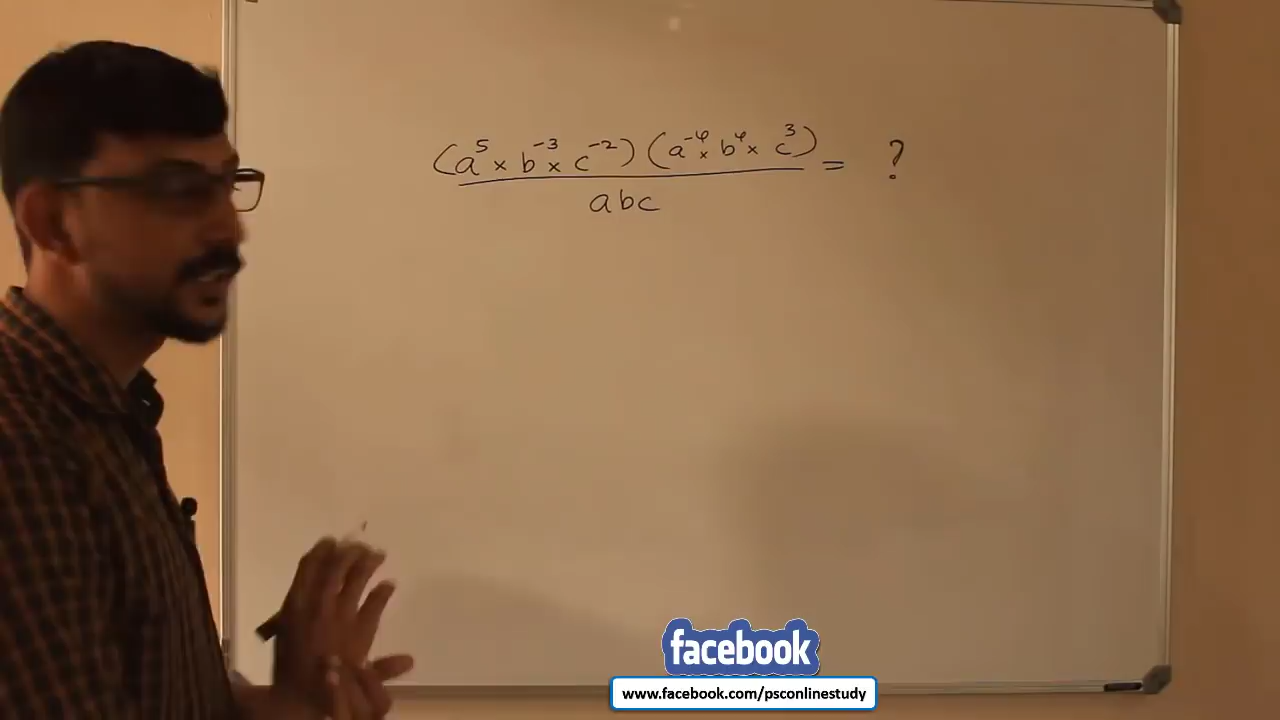 (a⁵ × b⁻³ × c⁻²) (a⁻⁴ × b⁴ × c³) = ?
abc
facebook
www.facebook.com/psconlinestudy